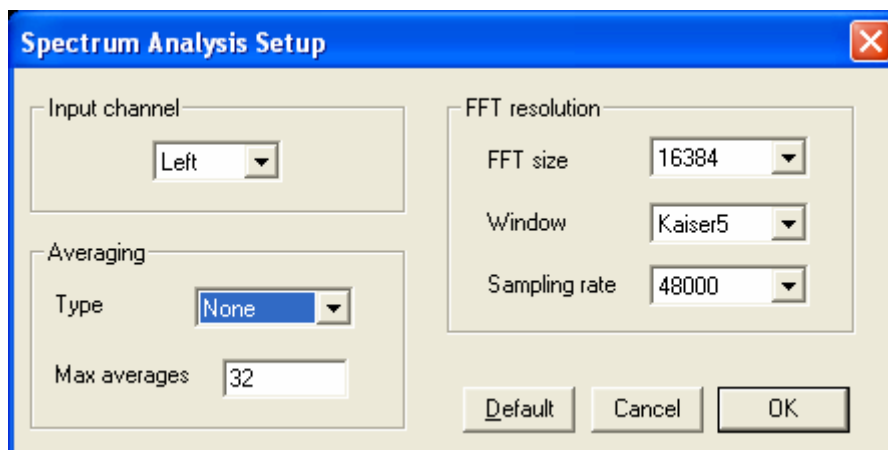 Spectrum Analysis Setup
Input channel
Left
Averaging
Type
None
Max averages
32
FFT resolution
FFT size
16384
Window
Kaiser5
Sampling rate
48000
Default
Cancel
OK